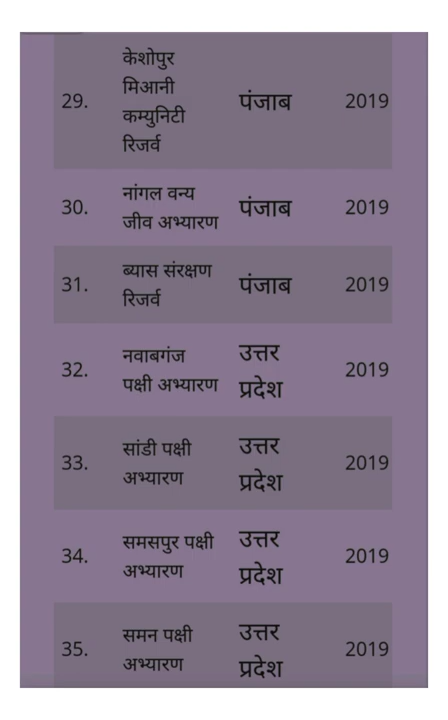 29. केशोपुर मिआनी कम्युनिटी रिजर्व पंजाब 2019
30. नांगल वन्य जीव अभ्यारण पंजाब 2019
31. ब्यास संरक्षण रिजर्व पंजाब 2019
32. नवाबगंज पक्षी अभ्यारण उत्तर प्रदेश 2019
33. सांडी पक्षी अभ्यारण उत्तर प्रदेश 2019
34. समसपुर पक्षी अभ्यारण उत्तर प्रदेश 2019
35. समन पक्षी अभ्यारण उत्तर प्रदेश 2019